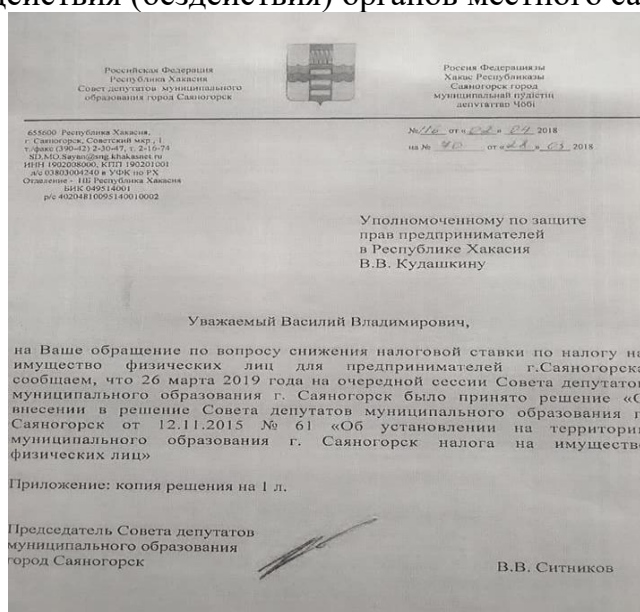 действия (бездействия) органов местного са
Российская Федерация
Республика Хакасия
Совет депутатов муниципального
образования город Саяногорск
Россия Федерациязы
Хакас Республиказы
Саяногорск город
муниципальнай пӱдістің
депутаттар Чöбі
655600 Республика Хакасия,
г. Саяногорск, Советский мкр., 1
т./факс (390-42) 2-30-47, т. 2-16-74
SD.MO.Sayan@sng.khakasnet.ru
ИНН 1902008000, КПП 190201001
л/с 03803004240 в УФК по РХ
Отделение - НБ Республика Хакасия
БИК 049514001
р/с 40204810095140010002
№ 116 от « 02 » 04 2018
на № 40 от « 28 » 03 2018
Уполномоченному по защите
прав предпринимателей
в Республике Хакасия
В.В. Кудашкину
Уважаемый Василий Владимирович,
на Ваше обращение по вопросу снижения налоговой ставки по налогу на
имущество физических лиц для предпринимателей г.Саяногорска
сообщаем, что 26 марта 2019 года на очередной сессии Совета депутатов
муниципального образования г. Саяногорск было принято решение «О
внесении в решение Совета депутатов муниципального образования г.
Саяногорск от 12.11.2015 № 61 «Об установлении на территории
муниципального образования г. Саяногорск налога на имущество
физических лиц»
Приложение: копия решения на 1 л.
Председатель Совета депутатов
муниципального образования
город Саяногорск
В.В. Ситников